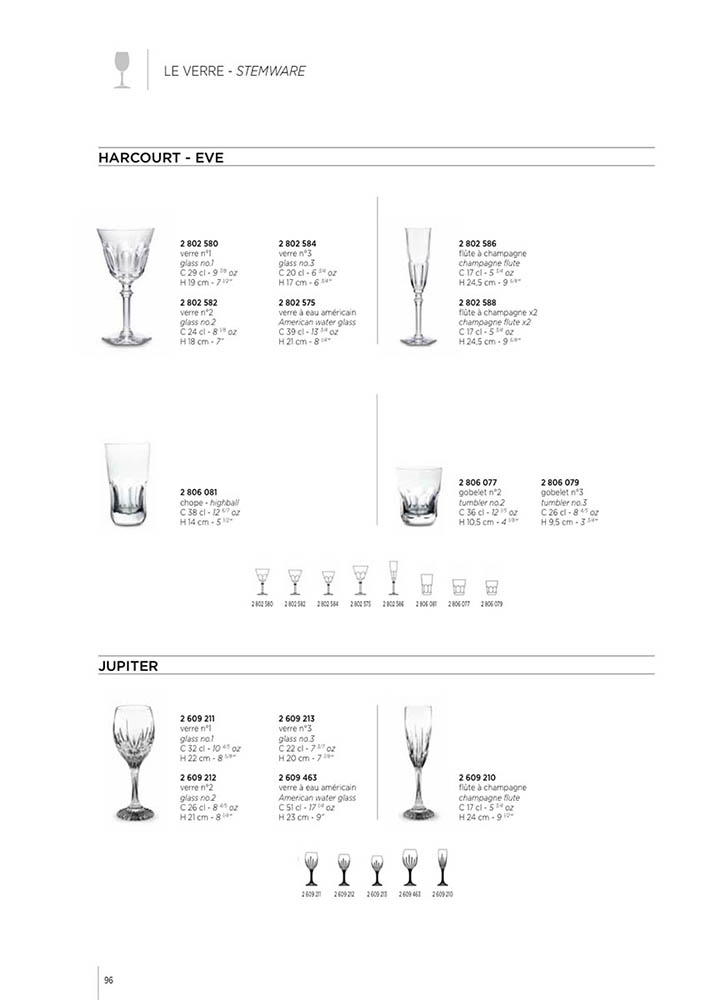 LE VERRE - STEMWARE
HARCOURT - EVE
2 802 580
verre n°1
glass no.1
C 29 cl - 9 7/8 oz
H 19 cm - 7 1/2"
2 802 582
verre n°2
glass no.2
C 24 cl - 8 1/8 oz
H 18 cm - 7"
2 802 584
verre n°3
glass no.3
C 20 cl - 6 3/4 oz
H 17 cm - 6 3/4"
2 802 575
verre à eau américain
American water glass
C 39 cl - 13 1/4 oz
H 21 cm - 8 1/4"
2 802 586
flûte à champagne
champagne flute
C 17 cl - 5 3/4 oz
H 24,5 cm - 9 5/8"
2 802 588
flûte à champagne x2
champagne flute x2
C 17 cl - 5 3/4 oz
H 24,5 cm - 9 5/8"
2 806 081
chope - highball
C 38 cl - 12 6/7 oz
H 14 cm - 5 1/2"
2 806 077
gobelet n°2
tumbler no.2
C 36 cl - 12 1/5 oz
H 10,5 cm - 4 1/8"
2 806 079
gobelet n°3
tumbler no.3
C 26 cl - 8 4/5 oz
H 9,5 cm - 3 3/4"
2 802 580 2 802 582 2 802 584 2 802 575 2 802 586 2 806 081 2 806 077 2 806 079
JUPITER
2 609 211
verre n°1
glass no.1
C 32 cl - 10 4/5 oz
H 22 cm - 8 5/8"
2 609 212
verre n°2
glass no.2
C 26 cl - 8 4/5 oz
H 21 cm - 8 1/4"
2 609 213
verre n°3
glass no.3
C 22 cl - 7 3/7 oz
H 20 cm - 7 7/8"
2 609 463
verre à eau américain
American water glass
C 51 cl - 17 1/4 oz
H 23 cm - 9"
2 609 210
flûte à champagne
champagne flute
C 17 cl - 5 3/4 oz
H 24 cm - 9 1/2"
2 609 211 2 609 212 2 609 213 2 609 463 2 609 210
96